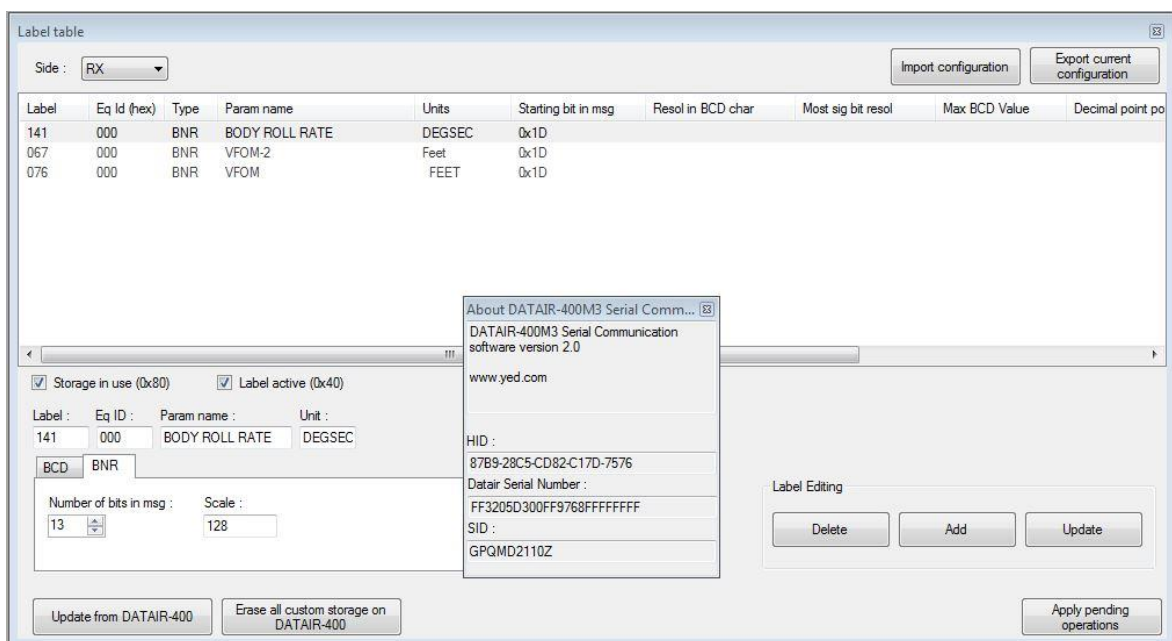 Label table
Side : RX
Import configuration
Export current
configuration
Label Eq Id (hex) Type Param name Units Starting bit in msg Resol in BCD char Most sig bit resol Max BCD Value Decimal point po
141 000 BNR BODY ROLL RATE DEGSEC 0x1D
067 000 BNR VFOM-2 Feet 0x1D
076 000 BNR VFOM FEET 0x1D
About DATAIR-400M3 Serial Comm...
DATAIR-400M3 Serial Communication
software version 2.0
www.yed.com
HID :
87B9-28C5-CD82-C17D-7576
Datair Serial Number :
FF3205D300FF9768FFFFFFFF
SID :
GPQMD2110Z
Storage in use (0x80) Label active (0x40)
Label : Eq ID : Param name : Unit :
141 000 BODY ROLL RATE DEGSEC
BCD BNR
Number of bits in msg : Scale :
13 128
Label Editing
Delete Add Update
Update from DATAIR-400
Erase all custom storage on
DATAIR-400
Apply pending
operations